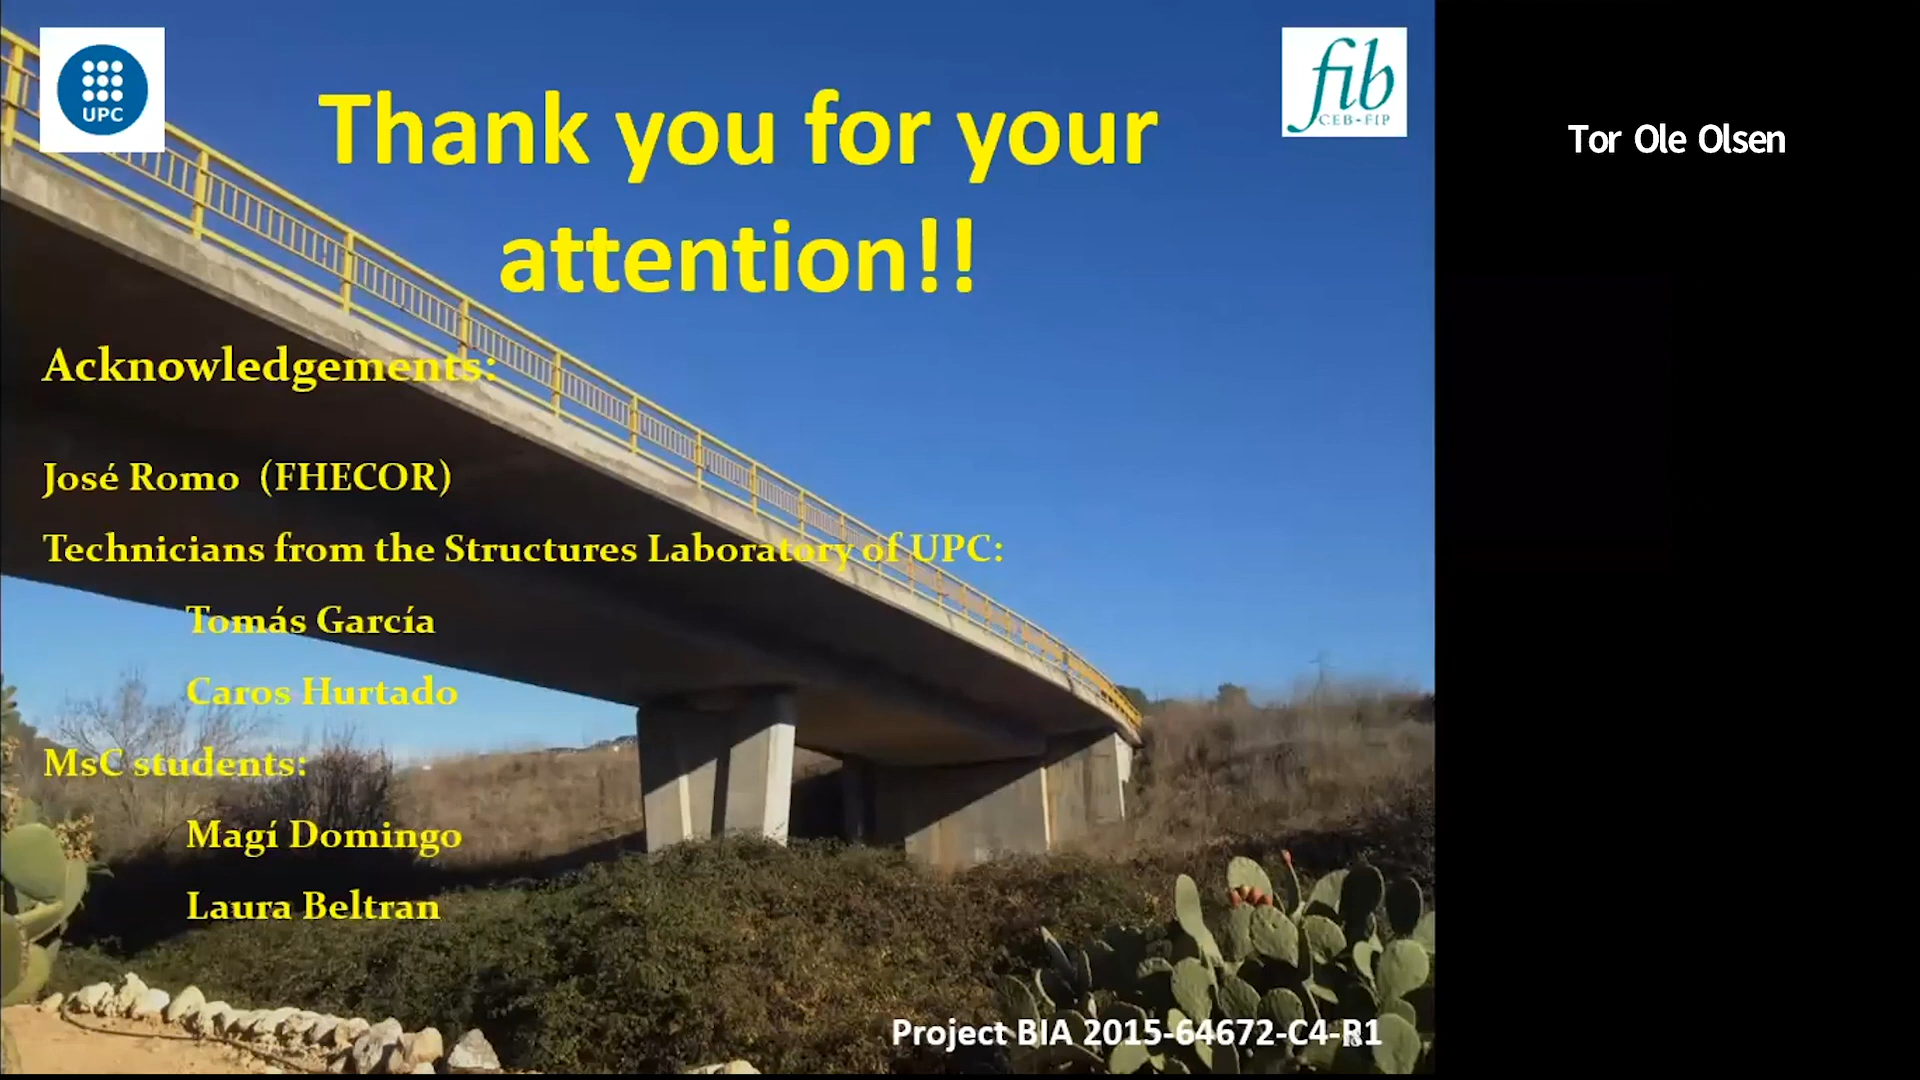 UPC
fib
CEB-FIP
Thank you for your
attention!!
Tor Ole Olsen
Acknowledgements:
José Romo (FHECOR)
Technicians from the Structures Laboratory of UPC:
Tomás García
Caros Hurtado
MsC students:
Magí Domingo
Laura Beltran
Project BIA 2015-64672-C4-R1